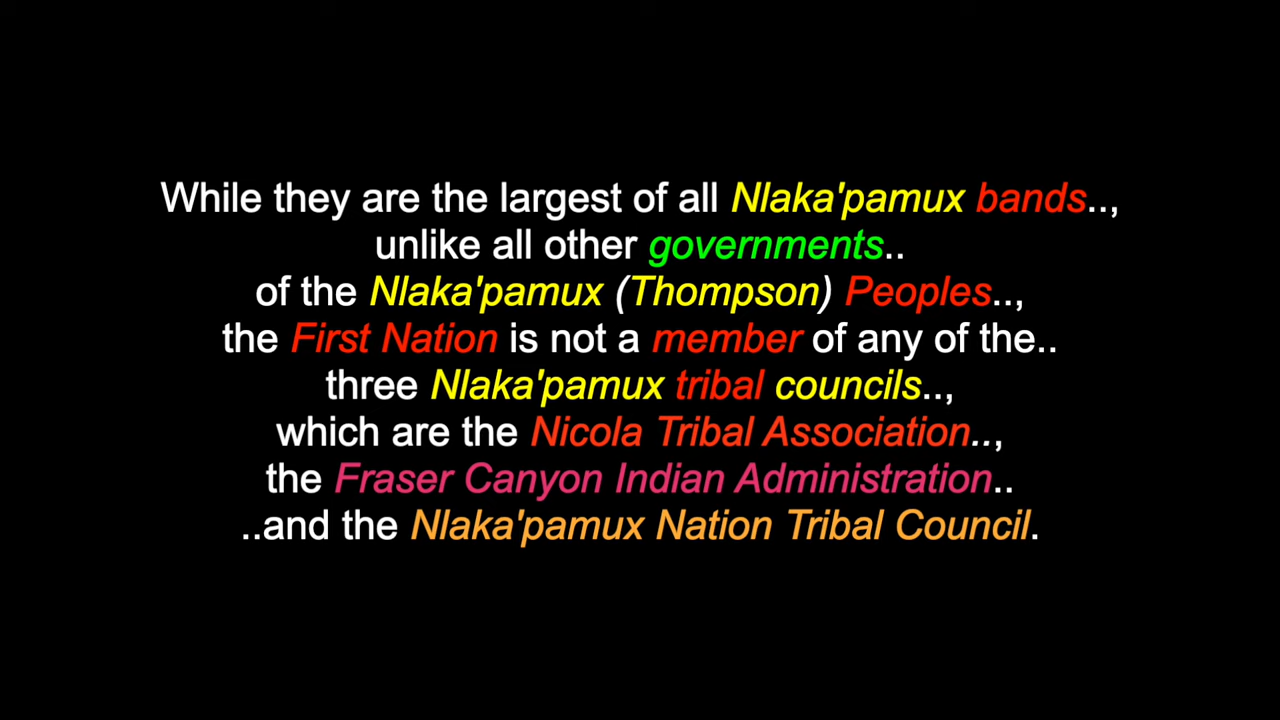 While they are the largest of all Nlaka'pamux bands..,
unlike all other governments..
of the Nlaka'pamux (Thompson) Peoples..,
the First Nation is not a member of any of the..
three Nlaka'pamux tribal councils..,
which are the Nicola Tribal Association..,
the Fraser Canyon Indian Administration..
..and the Nlaka'pamux Nation Tribal Council.